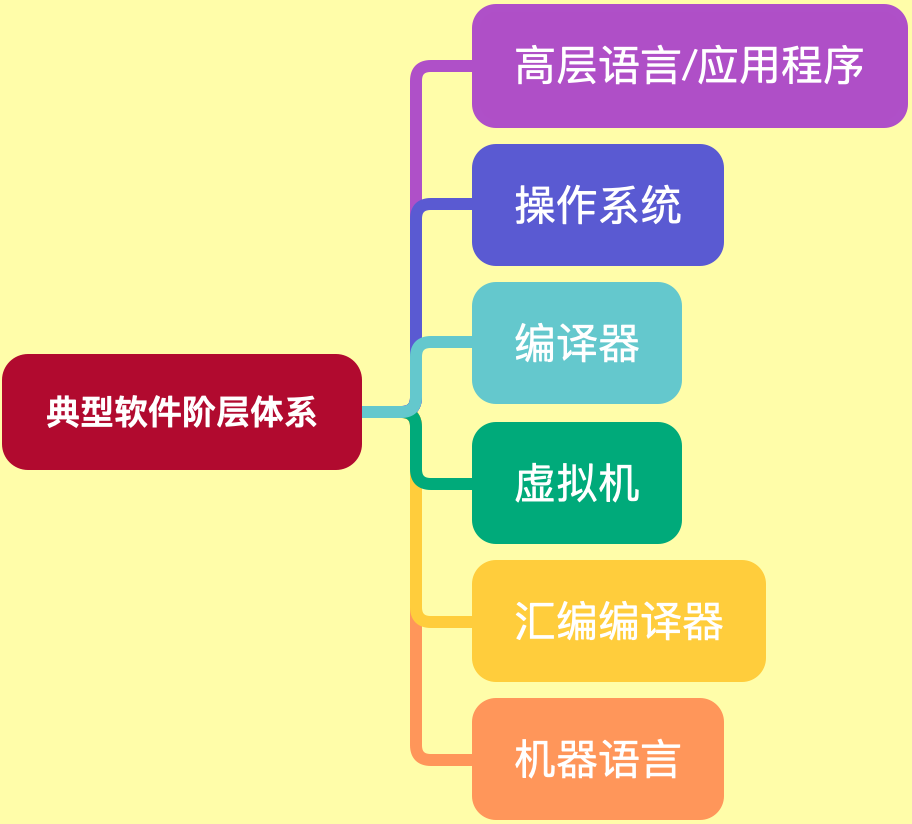 高层语言/应用程序
操作系统
编译器
典型软件阶层体系
虚拟机
汇编编译器
机器语言